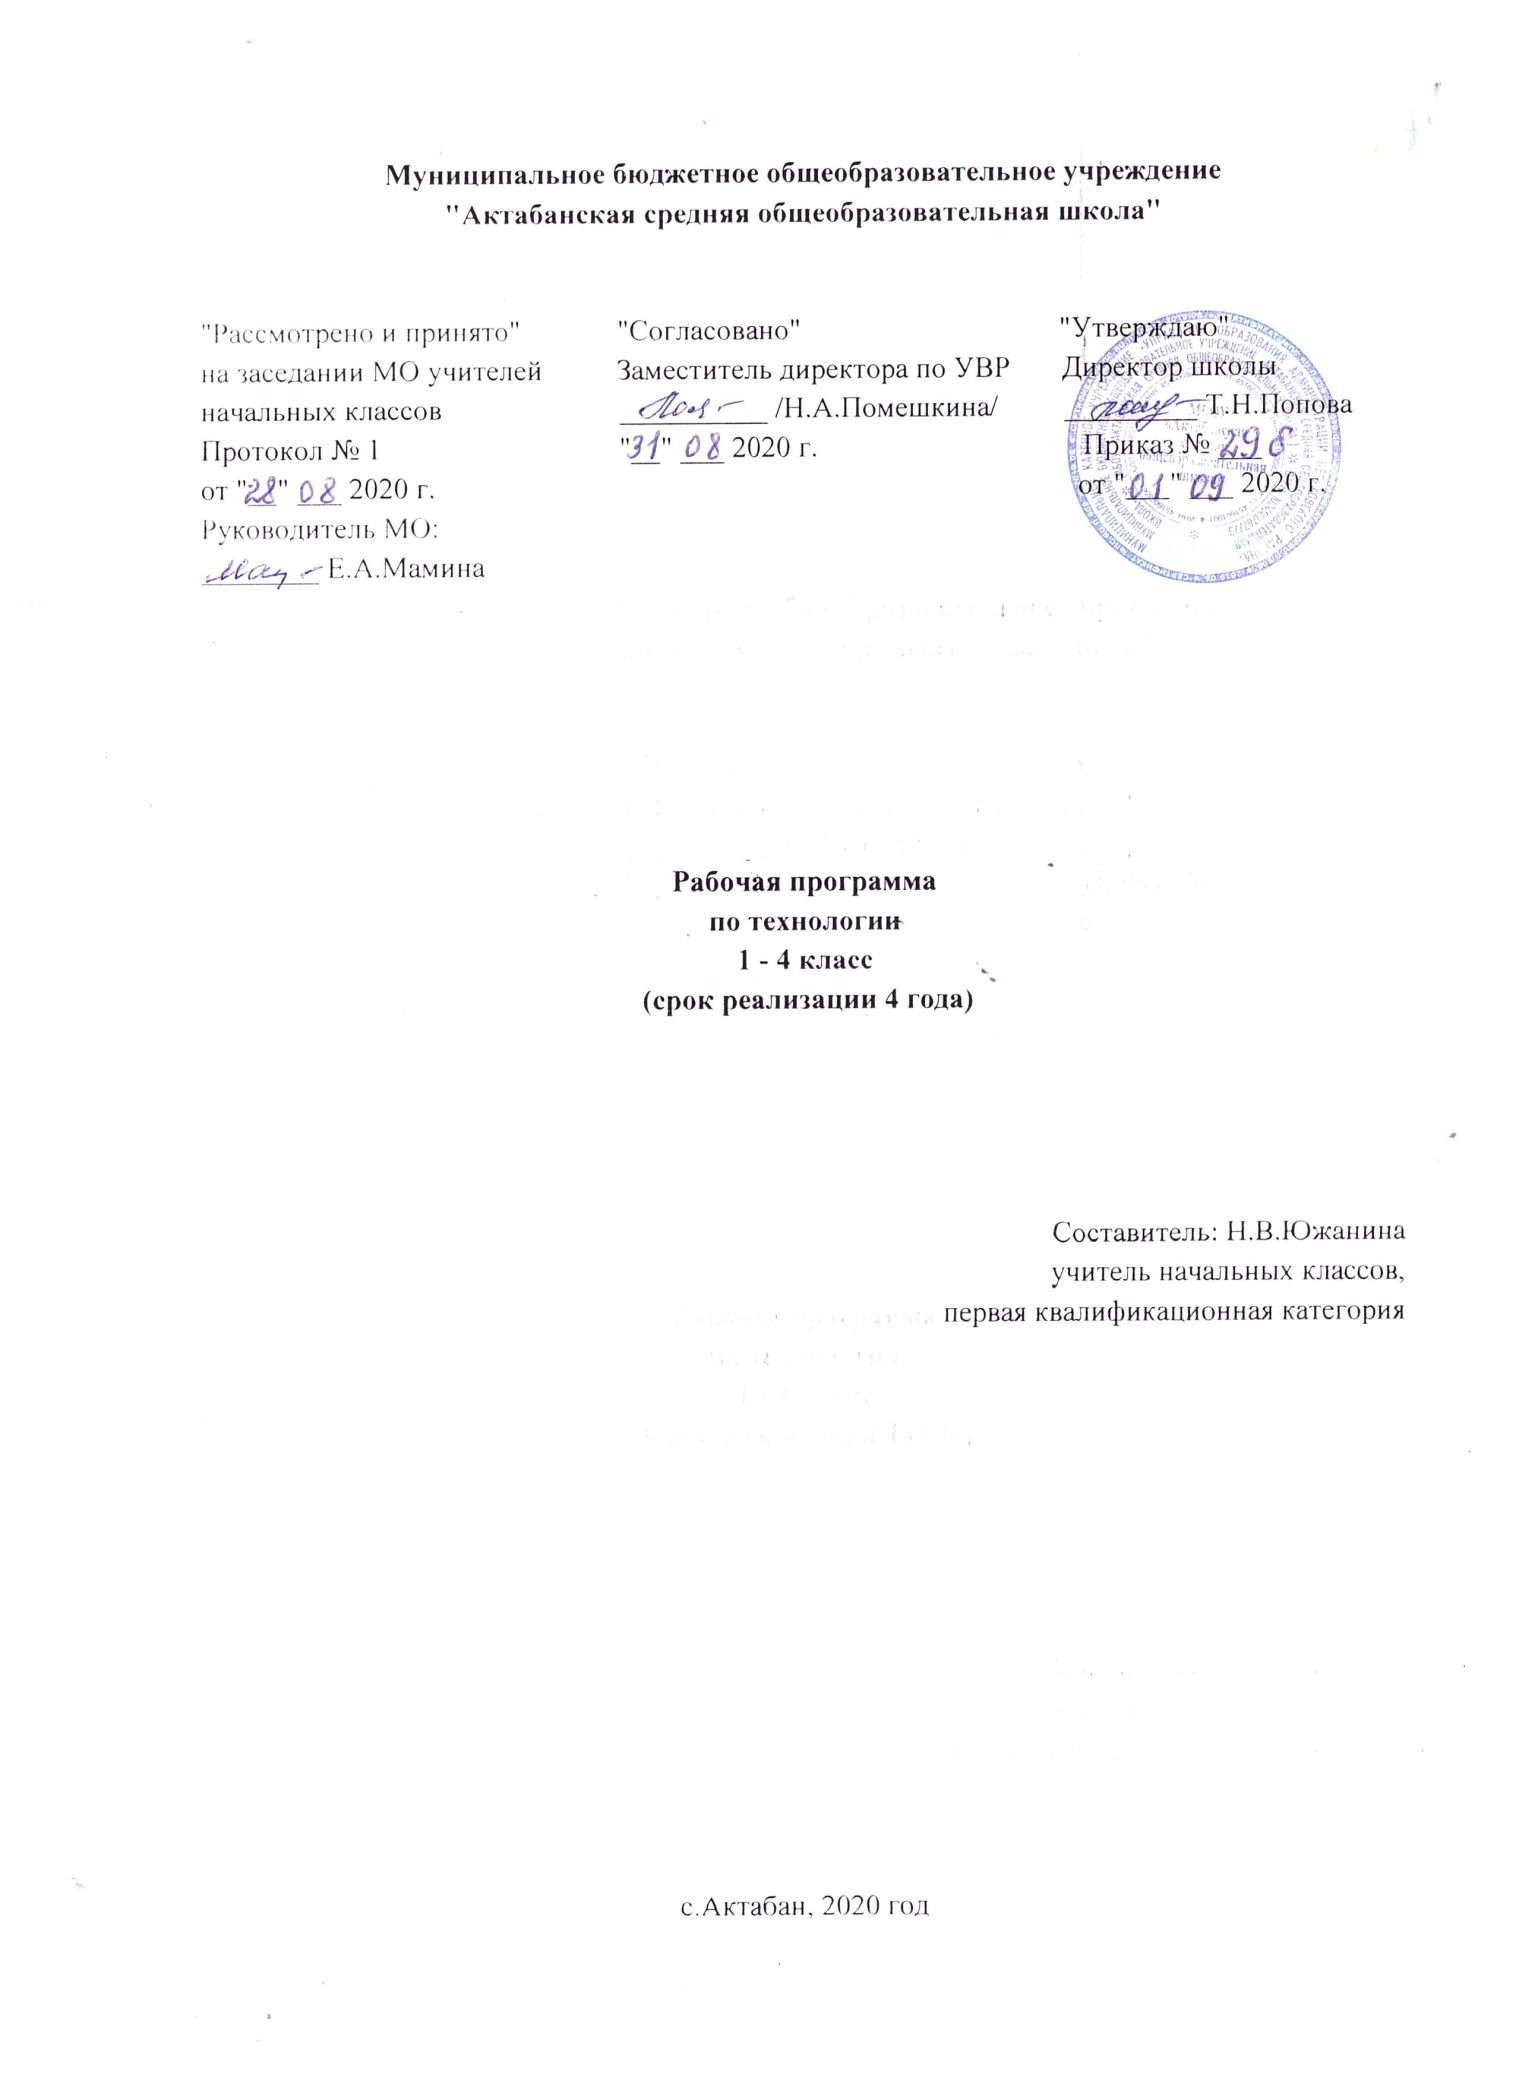 Муниципальное бюджетное общеобразовательное учреждение
"Актабанская средняя общеобразовательная школа"
"Рассмотрено и принято"
на заседании МО учителей
начальных классов
Протокол № 1
от "28" 08 2020 г.
Руководитель МО:
Е.А.Мамина
"Согласовано"
Заместитель директора по УВР
/Н.А.Помешкина/
"31" 08 2020 г.
"Утверждаю"
Директор школы
Т.Н.Попова
Приказ № 298
от "01" 09 2020 г.
Рабочая программа
по технологии
1 - 4 класс
(срок реализации 4 года)
Составитель: Н.В.Южанина
учитель начальных классов,
первая квалификационная категория
с.Актабан, 2020 год